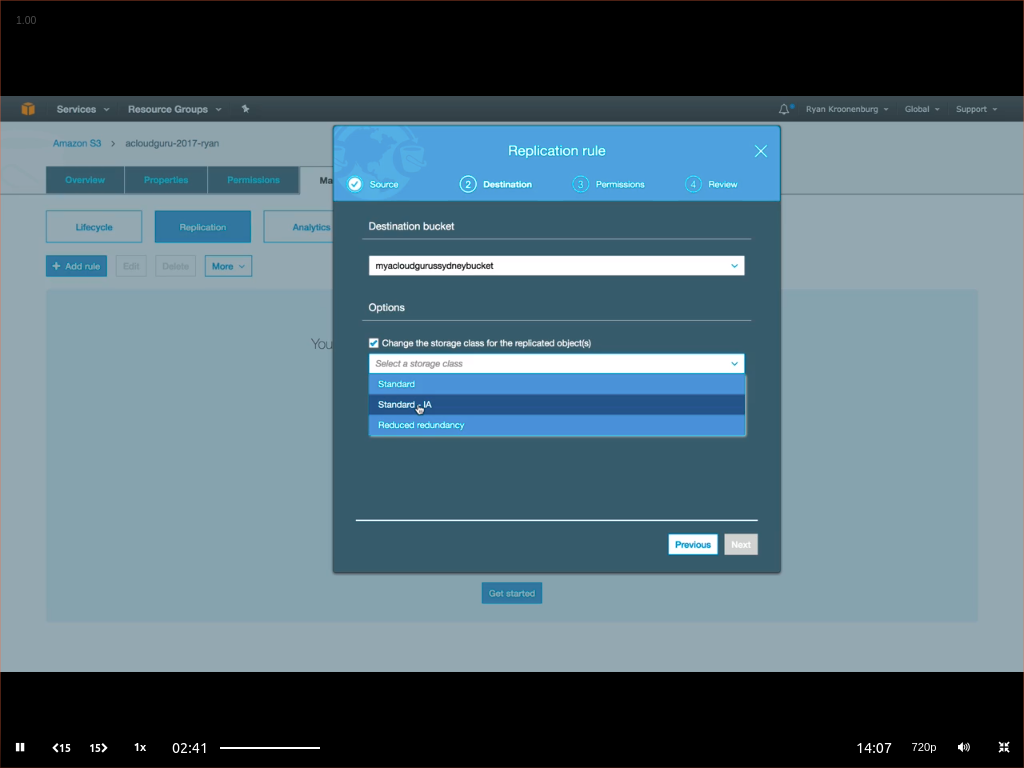 1.00
Services
Resource Groups
Ryan Kroonenburg
Global
Support
Amazon S3 > acloudguru-2017-ryan
Overview
Properties
Permissions
Ma
Lifecycle
Replication
Analytics
+ Add rule
Edit
Delete
More
You
Replication rule
Source
2 Destination
3 Permissions
4 Review
Destination bucket
myacloudgurussydneybucket
Options
Change the storage class for the replicated object(s)
Select a storage class
Standard
Standard - IA
Reduced redundancy
Previous
Next
Get started
15
15
1x
02:41
14:07
720p